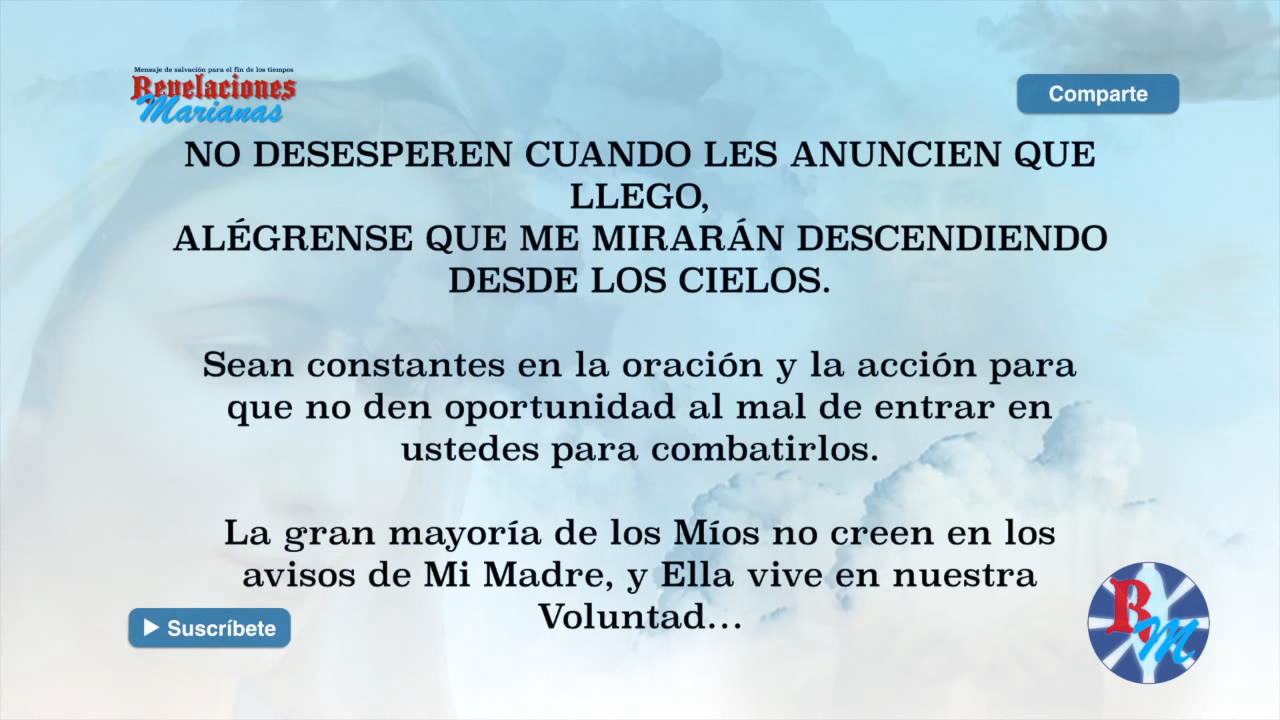 Mensaje de salvación para el fin de los tiempos
Revelaciones
Marianas
Comparte
NO DESESPEREN CUANDO LES ANUNCIEN QUE
LLEGO,
ALÉGRENSE QUE ME MIRARÁN DESCENDIENDO
DESDE LOS CIELOS.
Sean constantes en la oración y la acción para
que no den oportunidad al mal de entrar en
ustedes para combatirlos.
La gran mayoría de los Míos no creen en los
avisos de Mi Madre, y Ella vive en nuestra
Voluntad...
Suscríbete
RM